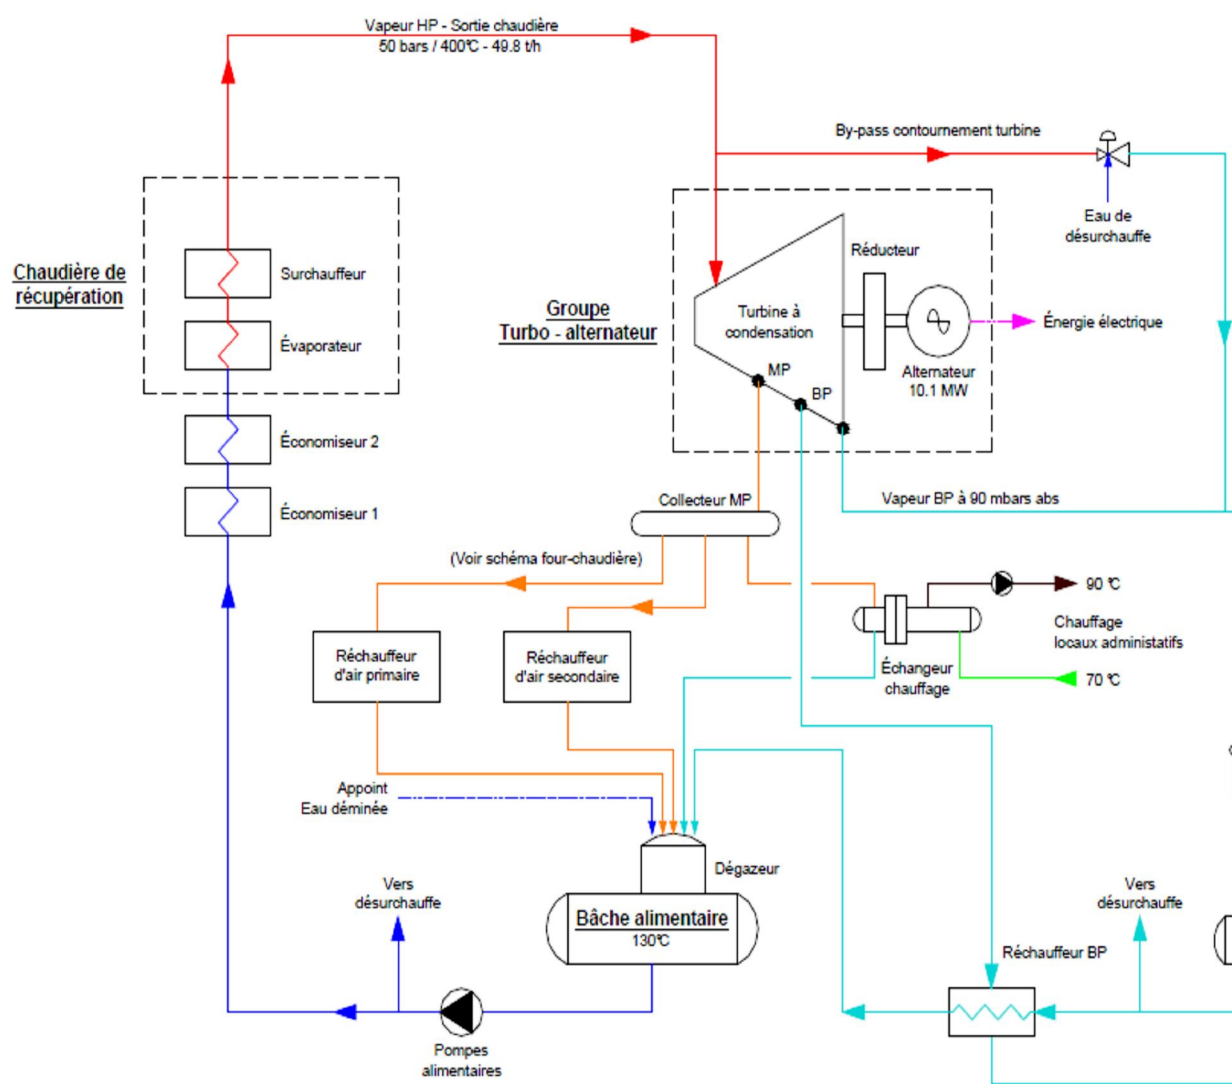 Vapeur HP - Sortie chaudière
50 bars / 400°C - 49.8 t/h
By-pass contournement turbine
Eau de
désurchauffe
Chaudière de
récupération
Surchauffeur
Évaporateur
Économiseur 2
Économiseur 1
Groupe
Turbo - alternateur
Turbine à
condensation
Réducteur
Alternateur
10.1 MW
Énergie électrique
MP
BP
Vapeur BP à 90 mbars abs
Collecteur MP
(Voir schéma four-chaudière)
Réchauffeur
d'air primaire
Réchauffeur
d'air secondaire
90 °C
Chauffage
locaux administatifs
70 °C
Échangeur
chauffage
Appoint
Eau déminée
Dégazeur
Bâche alimentaire
130°C
Vers
désurchauffe
Pompes
alimentaires
Réchauffeur BP
Vers
désurchauffe